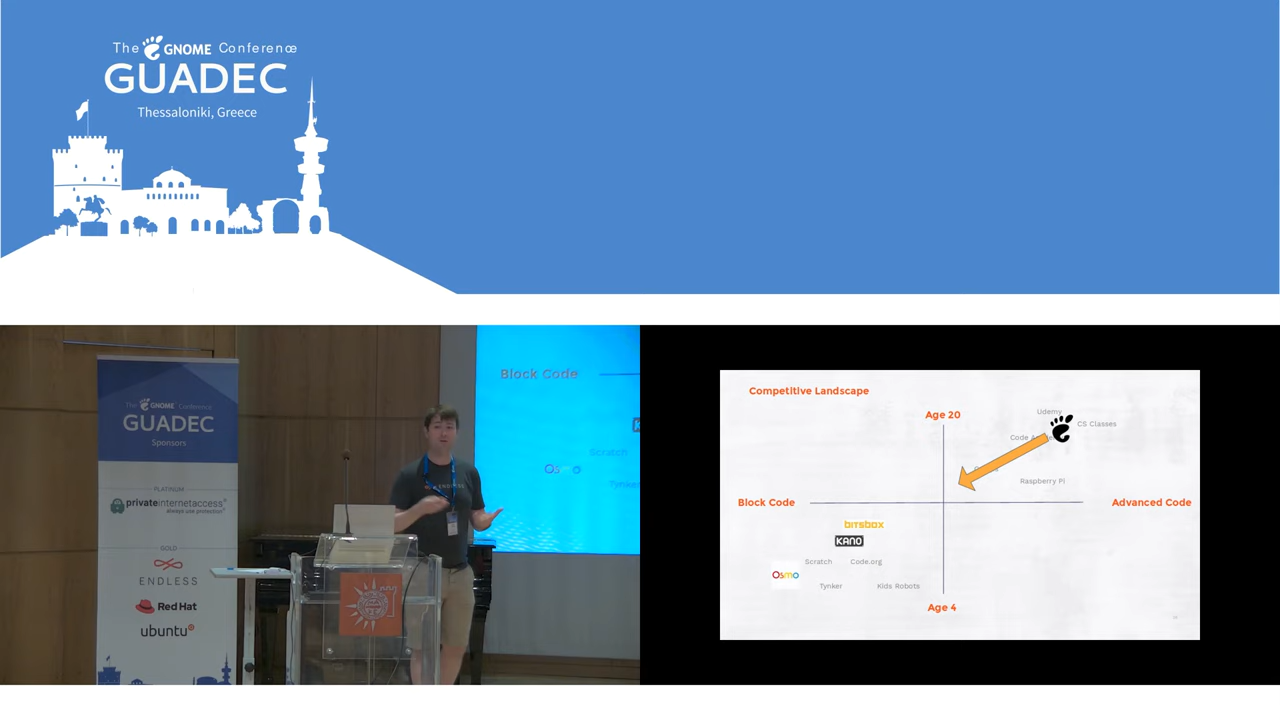 The GNOME Conference
GUADEC
Thessaloniki, Greece
The GNOME Conference
GUADEC
Sponsors
PLATINUM
privateinternetaccess
always use protection
GOLD
ENDLESS
Red Hat
ubuntu
Block Code
Scratch
Osmo
Tynker
ENDLESS
Competitive Landscape
Age 20
Udemy
CS Classes
Raspberry Pi
Block Code
Advanced Code
BITSBOX
KANO
Scratch
Code.org
Osmo
Tynker
Kids Robots
Age 4